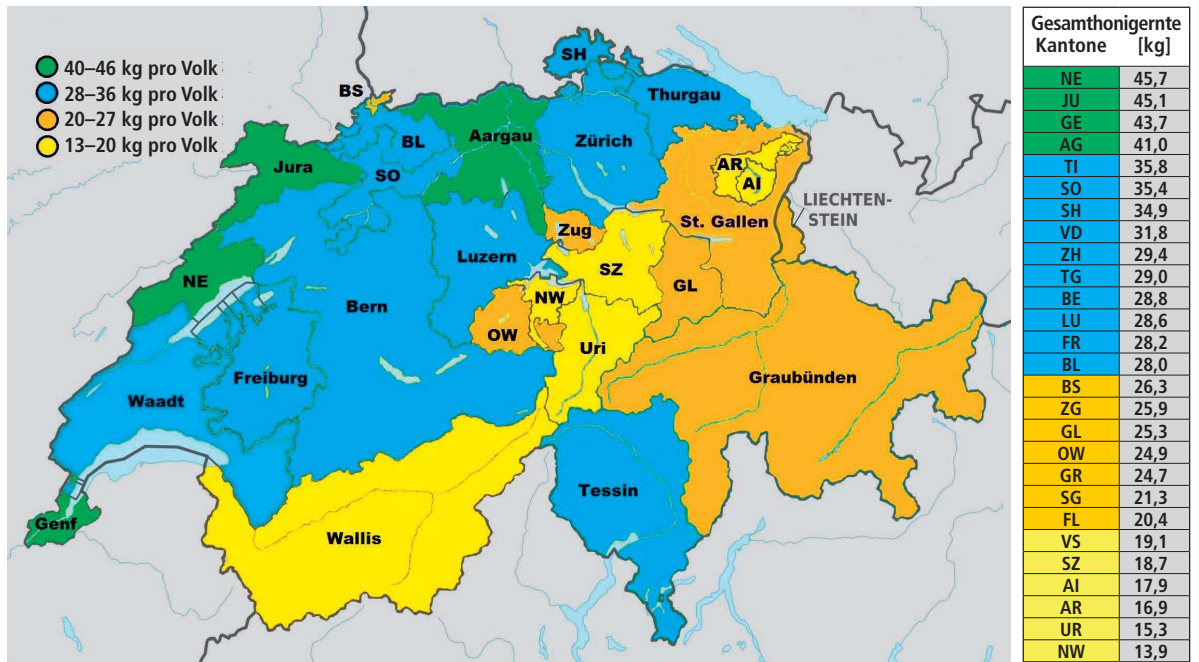 40–46 kg pro Volk
28–36 kg pro Volk
20–27 kg pro Volk
13–20 kg pro Volk
SH
BS
Thurgau
BL
Aargau
Zürich
Jura
SO
AR
AI
LIECHTEN-
STEIN
Zug
St. Gallen
Luzern
SZ
NE
NW
GL
Bern
OW
Uri
Freiburg
Graubünden
Waadt
Tessin
Genf
Wallis
Gesamthonigernte
Kantone [kg]
NE 45,7
JU 45,1
GE 43,7
AG 41,0
TI 35,8
SO 35,4
SH 34,9
VD 31,8
ZH 29,4
TG 29,0
BE 28,8
LU 28,6
FR 28,2
BL 28,0
BS 26,3
ZG 25,9
GL 25,3
OW 24,9
GR 24,7
SG 21,3
FL 20,4
VS 19,1
SZ 18,7
AI 17,9
AR 16,9
UR 15,3
NW 13,9